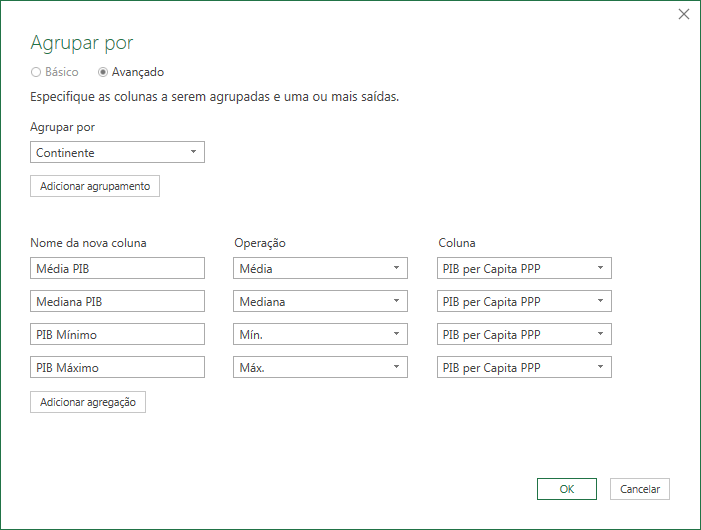 Agrupar por
Básico Avançado
Especifique as colunas a serem agrupadas e uma ou mais saídas.
Agrupar por
Continente
Adicionar agrupamento
Nome da nova coluna Operação Coluna
Média PIB Média PIB per Capita PPP
Mediana PIB Mediana PIB per Capita PPP
PIB Mínimo Mín. PIB per Capita PPP
PIB Máximo Máx. PIB per Capita PPP
Adicionar agregação
OK Cancelar